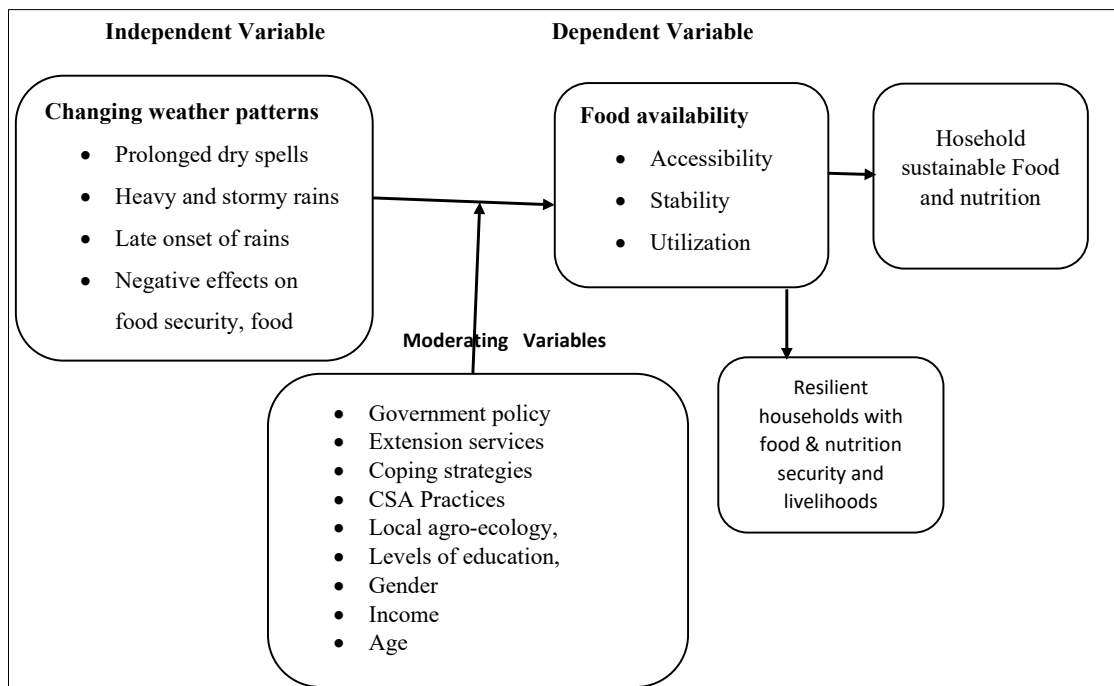 Independent Variable
Dependent Variable
Changing weather patterns
• Prolonged dry spells
• Heavy and stormy rains
• Late onset of rains
• Negative effects on
food security, food
Food availability
• Accessibility
• Stability
• Utilization
Hosehold
sustainable Food
and nutrition
Moderating Variables
• Government policy
• Extension services
• Coping strategies
• CSA Practices
• Local agro-ecology,
• Levels of education,
• Gender
• Income
• Age
Resilient
households with
food & nutrition
security and
livelihoods